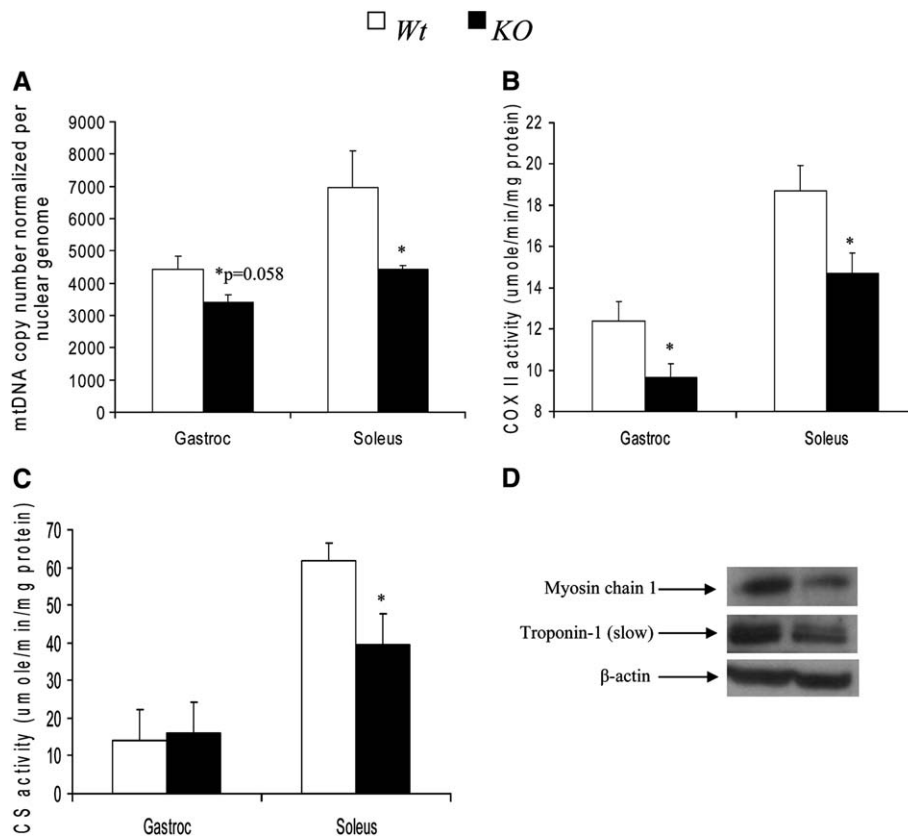 Wt KO
A
mtDNA copy number normalized per
nuclear genome
9000
8000
7000
6000
5000
4000
3000
2000
1000
0
*p=0.058
*
Gastroc Soleus
B
COX II activity (umole/min/mg protein)
22
20
18
16
14
12
10
8
*
*
Gastroc Soleus
C
CS activity (umole/min/mg protein)
70
60
50
40
30
20
10
0
*
Gastroc Soleus
D
Myosin chain 1
Troponin-1 (slow)
β-actin